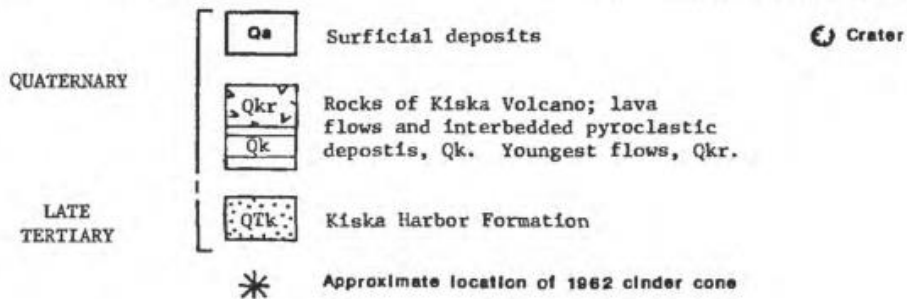 Qa Surficial deposits
Crater
QUATERNARY
Qkr Rocks of Kiska Volcano; lava
flows and interbedded pyroclastic
Qk depostis, Qk. Youngest flows, Qkr.
LATE
TERTIARY
QTk Kiska Harbor Formation
Approximate location of 1962 cinder cone